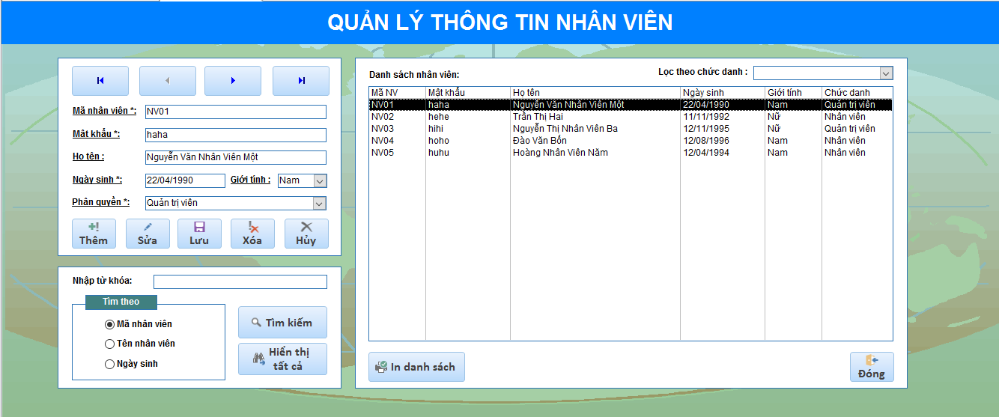 QUẢN LÝ THÔNG TIN NHÂN VIÊN
Mã nhân viên *: NV01
Mật khẩu *: haha
Họ tên : Nguyễn Văn Nhân Viên Một
Ngày sinh *: 22/04/1990 Giới tính : Nam
Phân quyền *: Quản trị viên
Thêm Sửa Lưu Xóa Hủy
Nhập từ khóa:
Tìm theo
Mã nhân viên
Tên nhân viên
Ngày sinh
Tìm kiếm
Hiển thị
tất cả
Danh sách nhân viên: Lọc theo chức danh :
Mã NV Mật khẩu Họ tên Ngày sinh Giới tính Chức danh
NV01 haha Nguyễn Văn Nhân Viên Một 22/04/1990 Nam Quản trị viên
NV02 hehe Trần Thị Hai 11/11/1992 Nữ Nhân viên
NV03 hihi Nguyễn Thị Nhân Viên Ba 12/11/1995 Nữ Quản trị viên
NV04 hoho Đào Văn Bốn 12/08/1996 Nam Nhân viên
NV05 huhu Hoàng Nhân Viên Năm 12/04/1994 Nam Nhân viên
In danh sách
Đóng